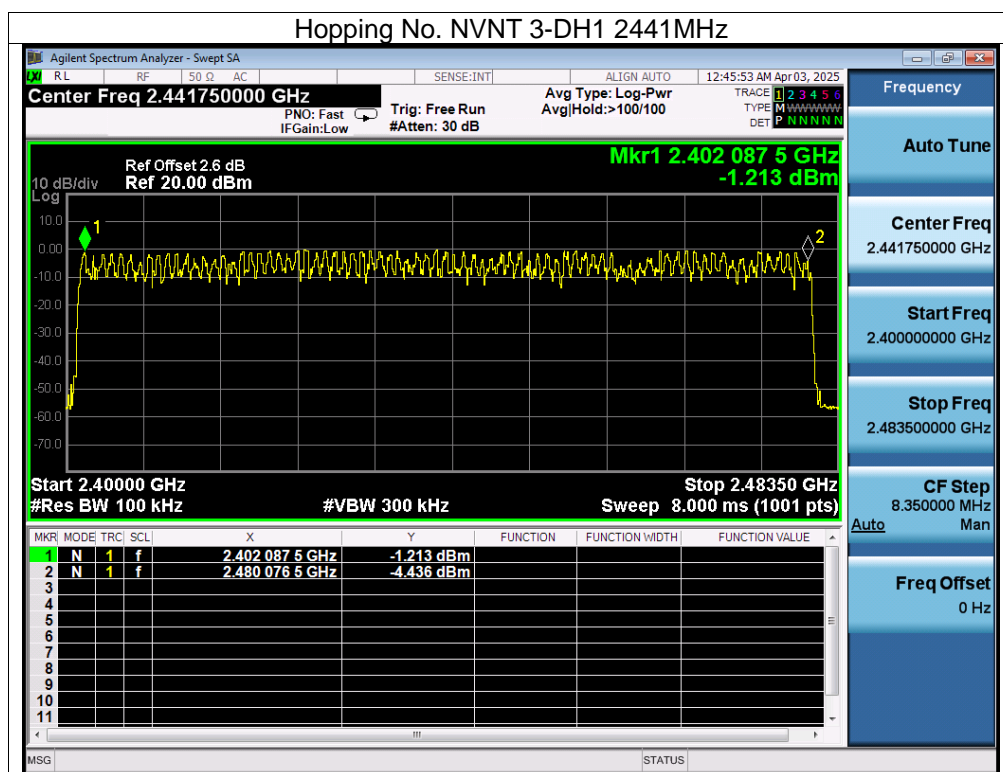 Hopping No. NVNT 3-DH1 2441MHz
Agilent Spectrum Analyzer - Swept SA
LXI RL RF 50 Ω AC SENSE:INT ALIGN AUTO 12:45:53 AM Apr 03, 2025
Center Freq 2.441750000 GHz
PNO: Fast
IFGain:Low
Trig: Free Run
#Atten: 30 dB
Avg Type: Log-Pwr
Avg|Hold:>100/100
TRACE 1 2 3 4 5 6
TYPE M WWWWW
DET P N N N N N
Ref Offset 2.6 dB
10 dB/div Ref 20.00 dBm
Log
Mkr1 2.402 087 5 GHz
-1.213 dBm
10.0
0.00
-10.0
-20.0
-30.0
-40.0
-50.0
-60.0
-70.0
1
2
Start 2.40000 GHz Stop 2.48350 GHz
#Res BW 100 kHz #VBW 300 kHz Sweep 8.000 ms (1001 pts)
MKR MODE TRC SCL X Y FUNCTION FUNCTION WIDTH FUNCTION VALUE
1 N 1 f 2.402 087 5 GHz -1.213 dBm
2 N 1 f 2.480 076 5 GHz -4.436 dBm
3
4
5
6
7
8
9
10
11
MSG STATUS
Frequency
Auto Tune
Center Freq
2.441750000 GHz
Start Freq
2.400000000 GHz
Stop Freq
2.483500000 GHz
CF Step
8.350000 MHz
Auto Man
Freq Offset
0 Hz